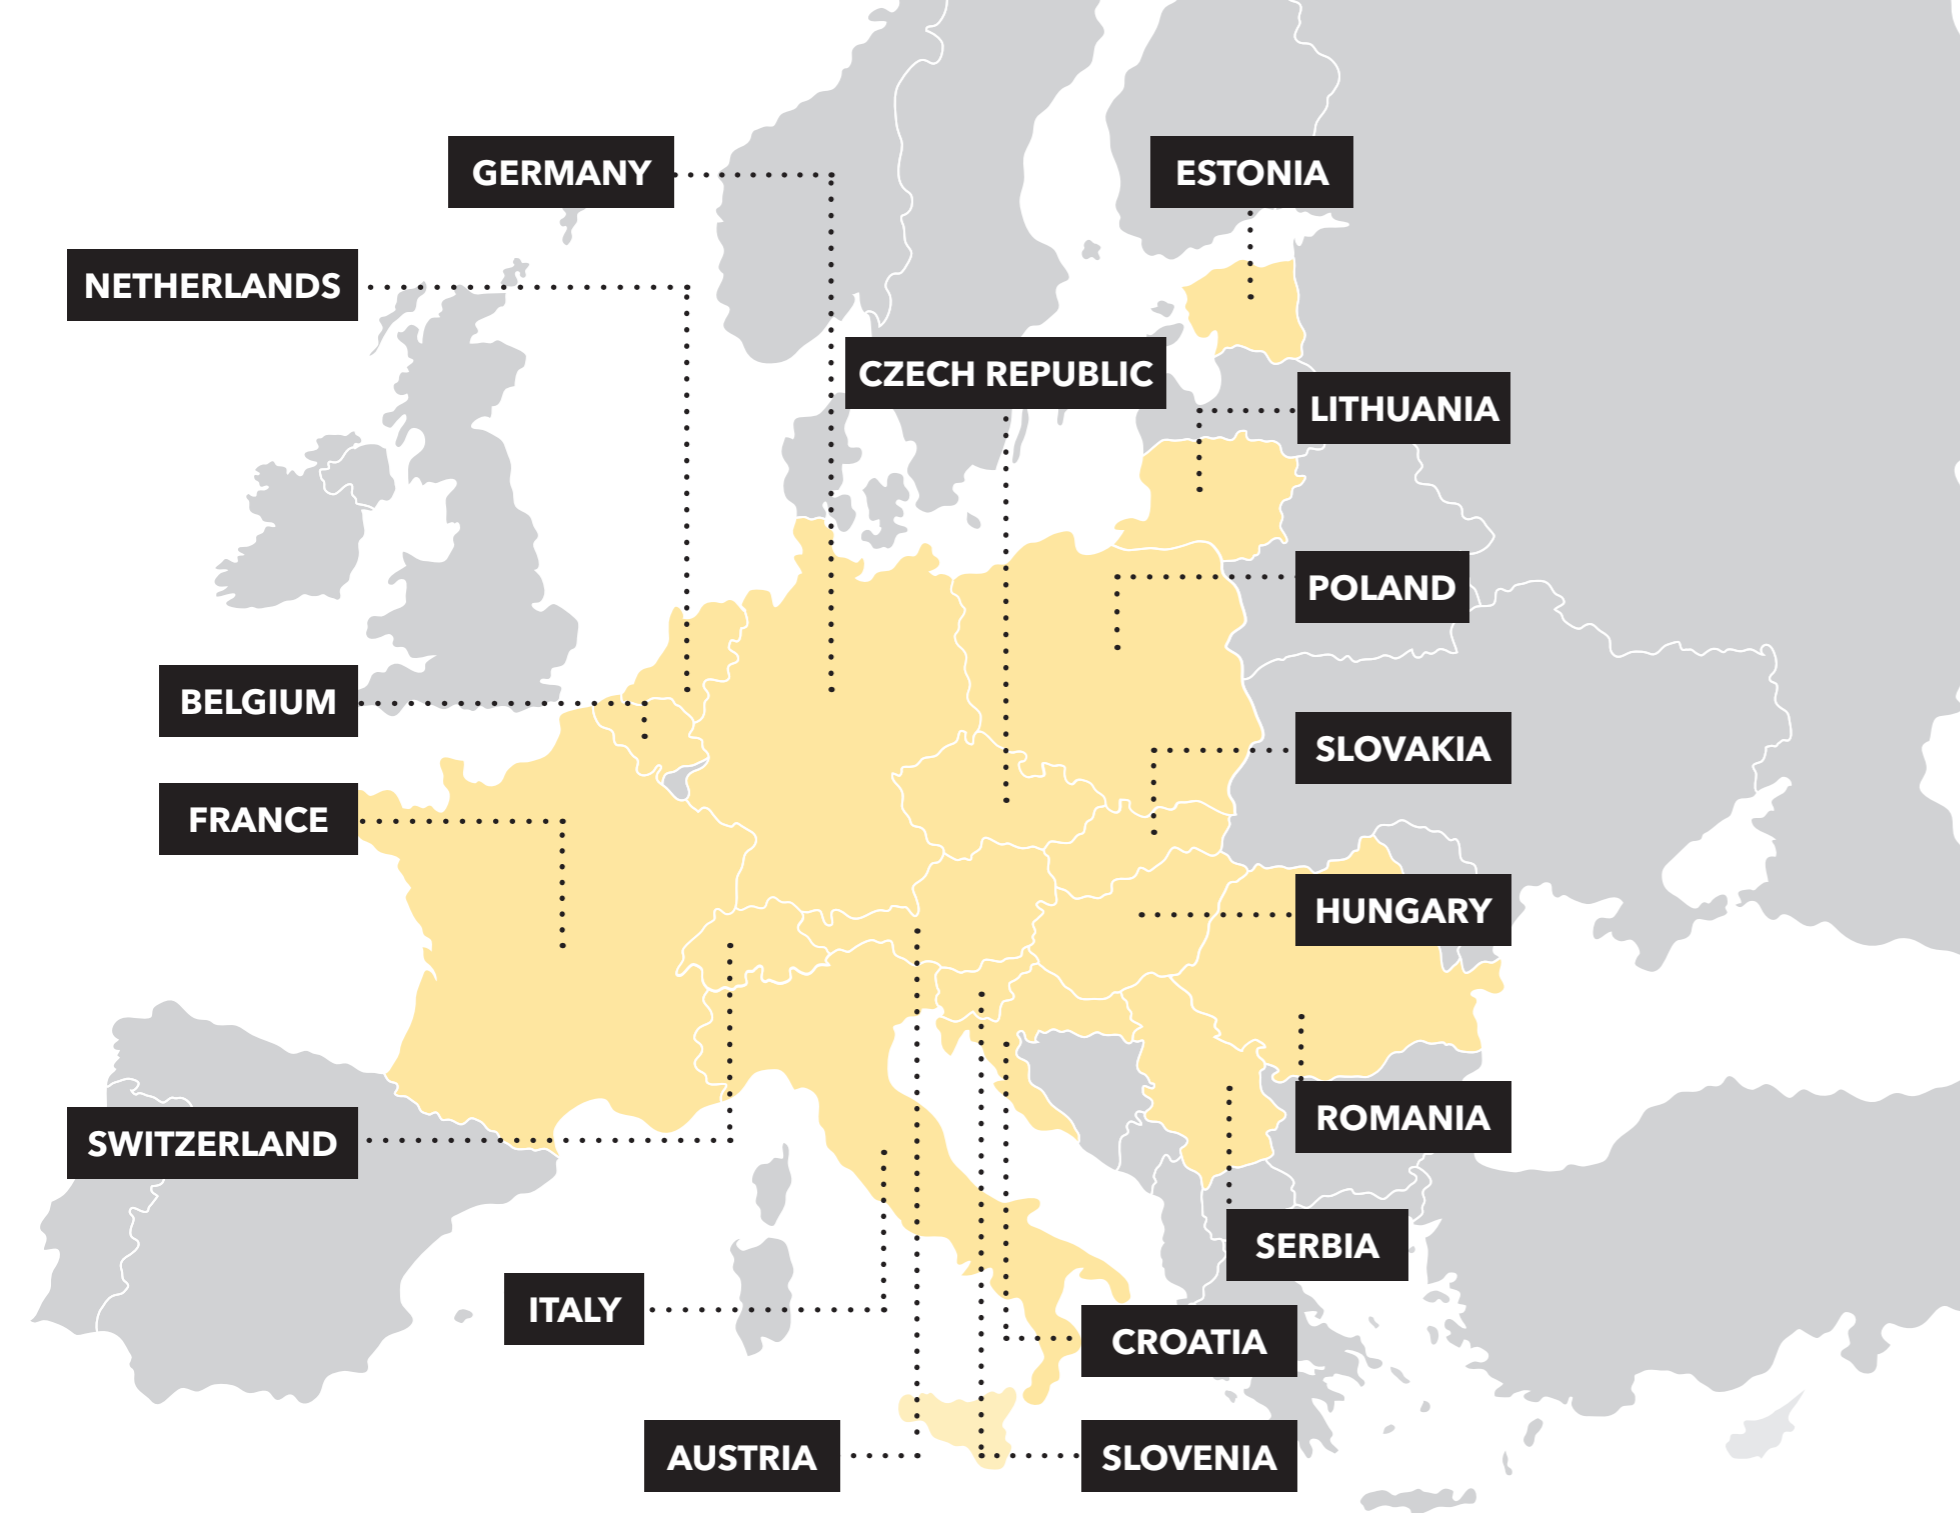 GERMANY
ESTONIA
NETHERLANDS
CZECH REPUBLIC
LITHUANIA
POLAND
BELGIUM
SLOVAKIA
FRANCE
HUNGARY
ROMANIA
SWITZERLAND
SERBIA
ITALY
CROATIA
AUSTRIA
SLOVENIA